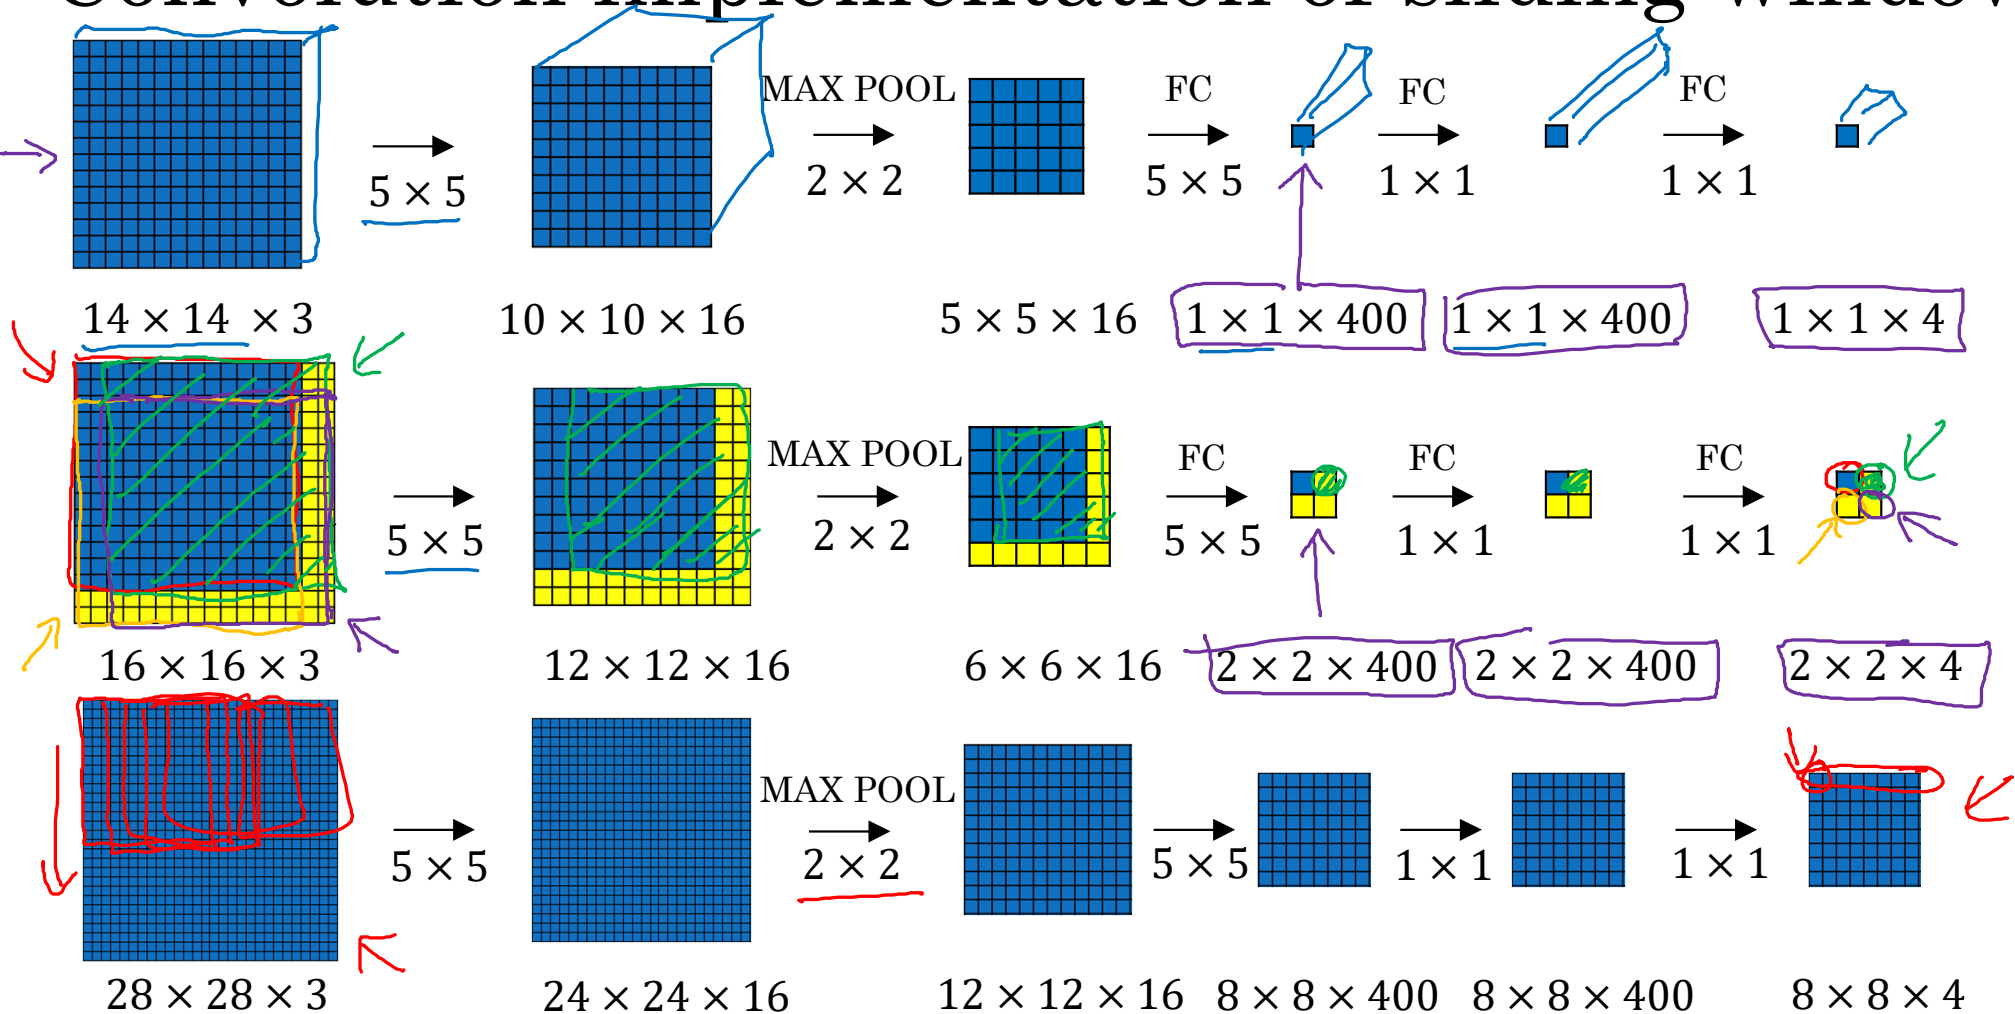 Convolution implementation of sliding window
MAX POOL FC FC FC
5 × 5 2 × 2 5 × 5 1 × 1 1 × 1
14 × 14 × 3 10 × 10 × 16 5 × 5 × 16 1 × 1 × 400 1 × 1 × 400 1 × 1 × 4
MAX POOL FC FC FC
5 × 5 2 × 2 5 × 5 1 × 1 1 × 1
16 × 16 × 3 12 × 12 × 16 6 × 6 × 16 2 × 2 × 400 2 × 2 × 400 2 × 2 × 4
MAX POOL
5 × 5 2 × 2 5 × 5 1 × 1 1 × 1
28 × 28 × 3 24 × 24 × 16 12 × 12 × 16 8 × 8 × 400 8 × 8 × 400 8 × 8 × 4